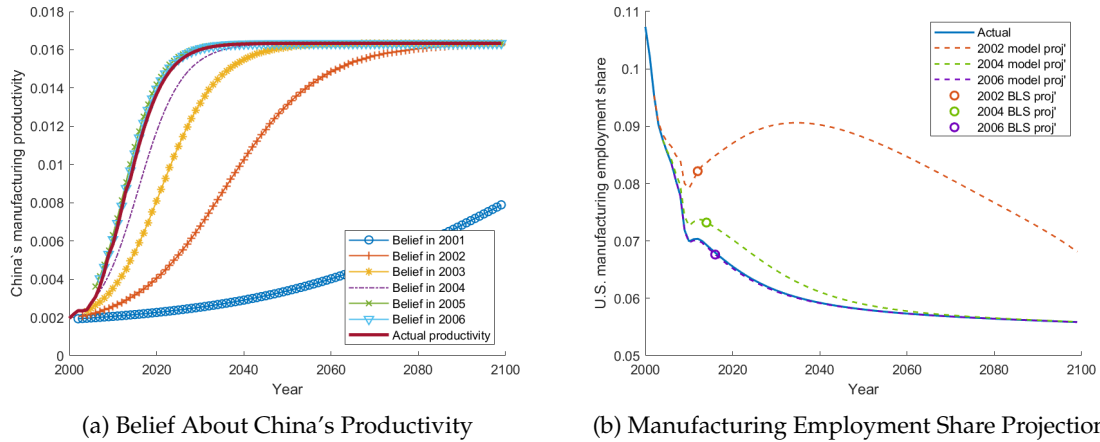 0.018
0.016
0.014
0.012
0.01
0.008
0.006
0.004
0.002
0
China`s manufacturing productivity
2000
2020
2040
2060
2080
2100
Year
Belief in 2001
Belief in 2002
Belief in 2003
Belief in 2004
Belief in 2005
Belief in 2006
Actual productivity
(a) Belief About China's Productivity
0.11
0.1
0.09
0.08
0.07
0.06
0.05
U.S. manufacturing employment share
2000
2020
2040
2060
2080
2100
Year
Actual
2002 model proj'
2004 model proj'
2006 model proj'
2002 BLS proj'
2004 BLS proj'
2006 BLS proj'
(b) Manufacturing Employment Share Projection